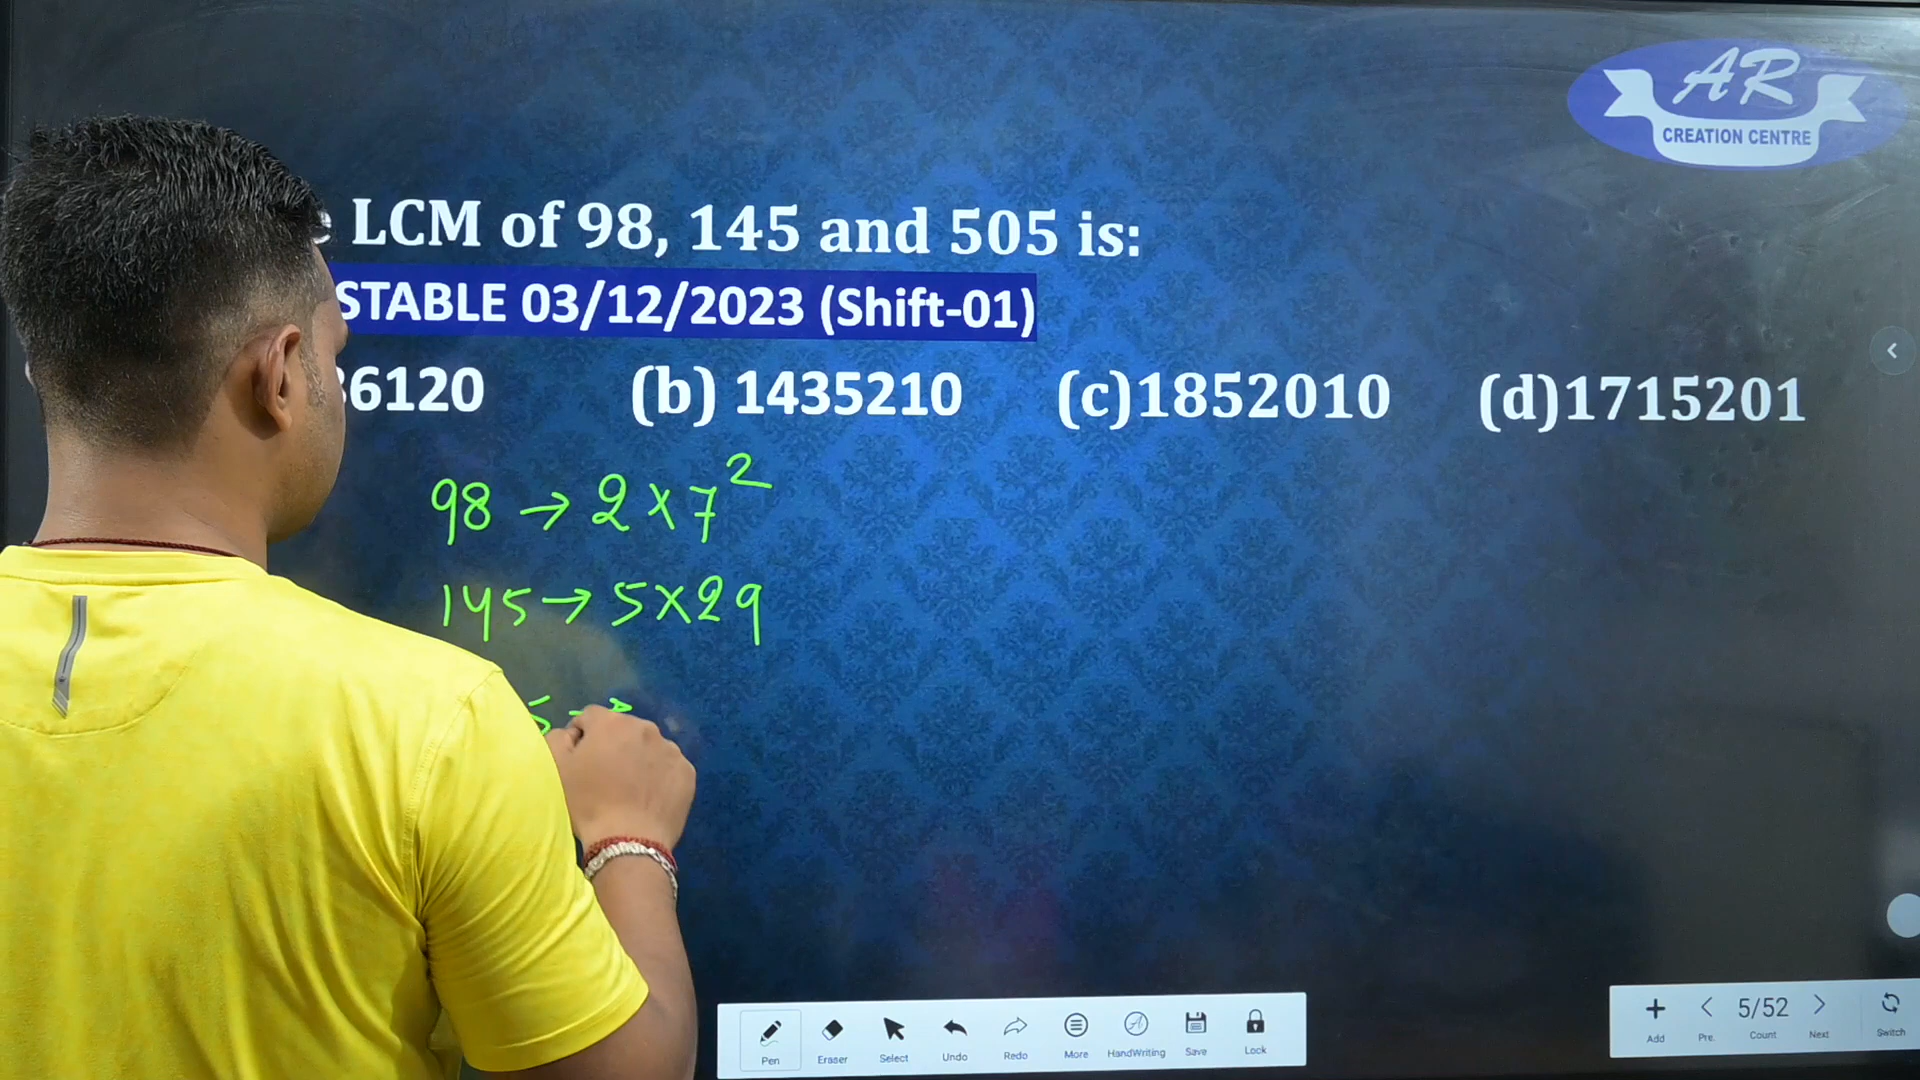 AR
CREATION CENTRE
LCM of 98, 145 and 505 is:
03/12/2023 (Shift-01)
(b) 1435210 (c)1852010 (d)1715201
98 → 2 × 7²
145 → 5×29
5 →
Pen Eraser Select Undo Redo More HandWriting Save Lock
5/52
Add Pre. Count Next Switch